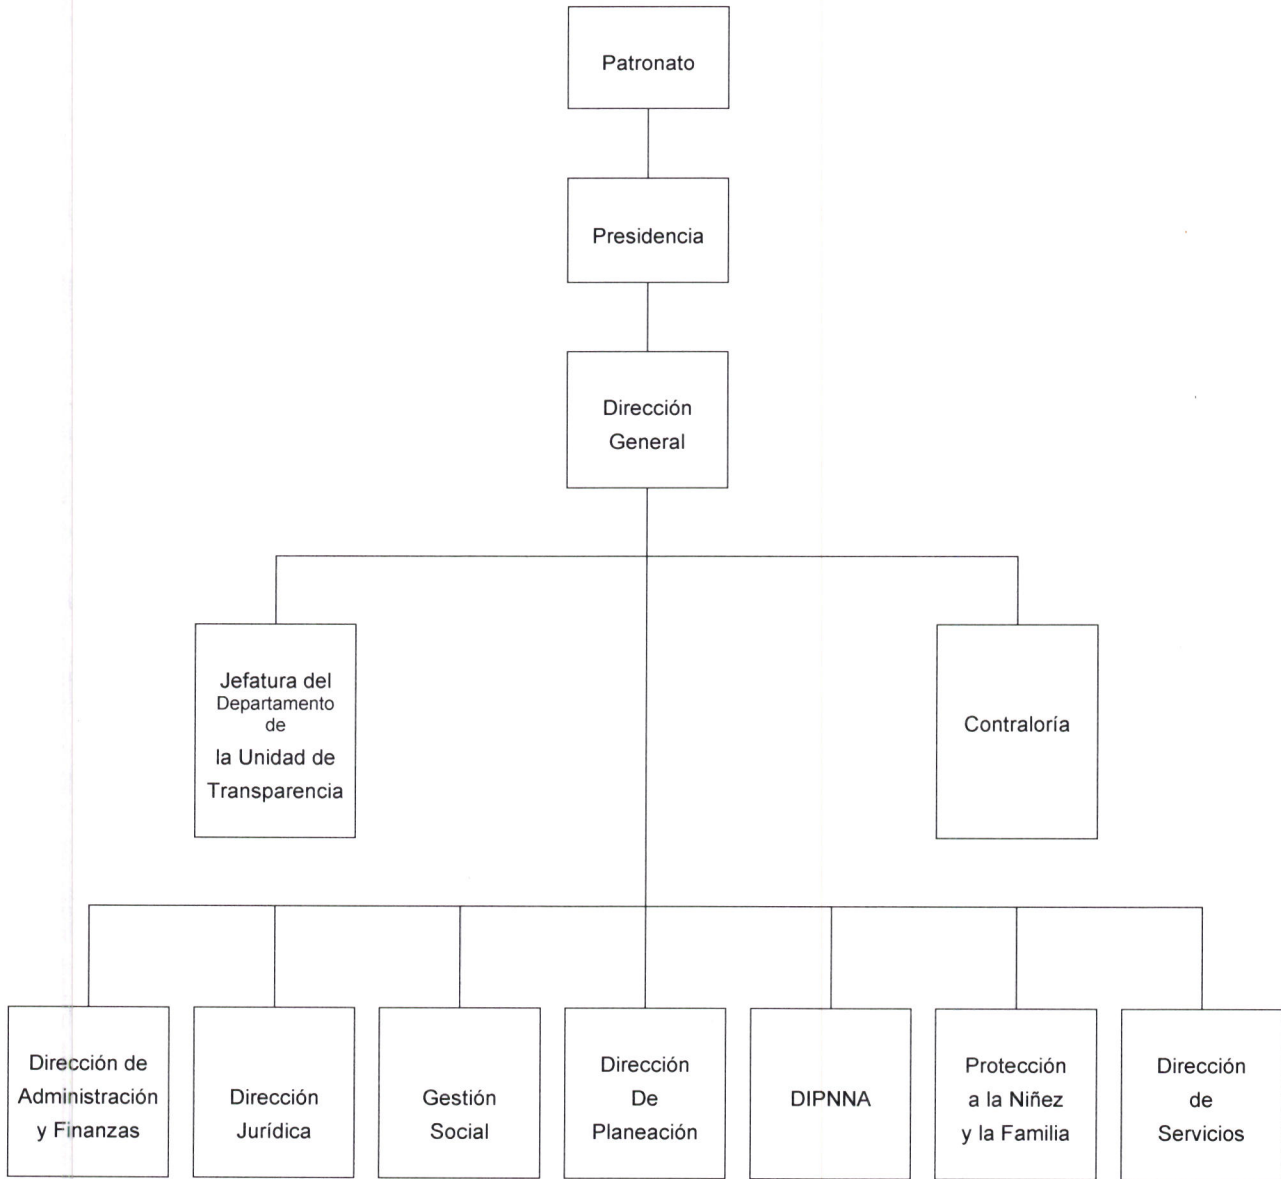 Patronato
Presidencia
Dirección
General
Jefatura del
Departamento
de
la Unidad de
Transparencia
Contraloría
Dirección de
Administración
y Finanzas
Dirección
Jurídica
Gestión
Social
Dirección
De
Planeación
DIPNNA
Protección
a la Niñez
y la Familia
Dirección
de
Servicios